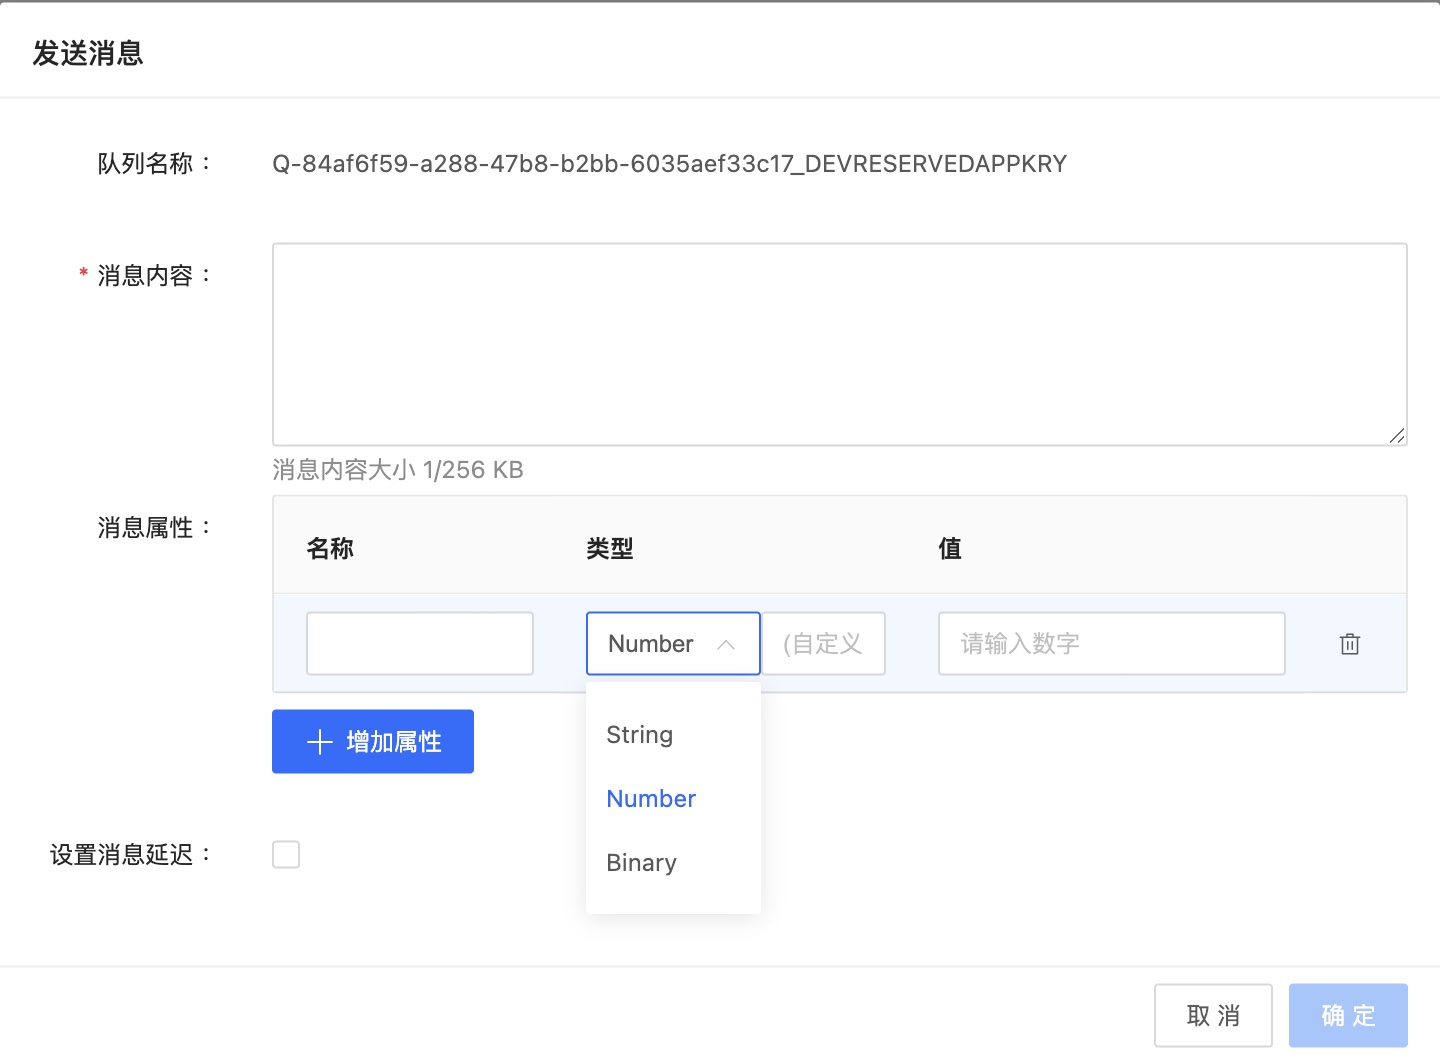 发送消息
队列名称： Q-84af6f59-a288-47b8-b2bb-6035aef33c17_DEVRESERVEDAPPKRY
* 消息内容：
消息内容大小 1/256 KB
消息属性：
名称 类型 值
Number (自定义 请输入数字
String
Number
Binary
增加属性
设置消息延迟：
取 消 确 定